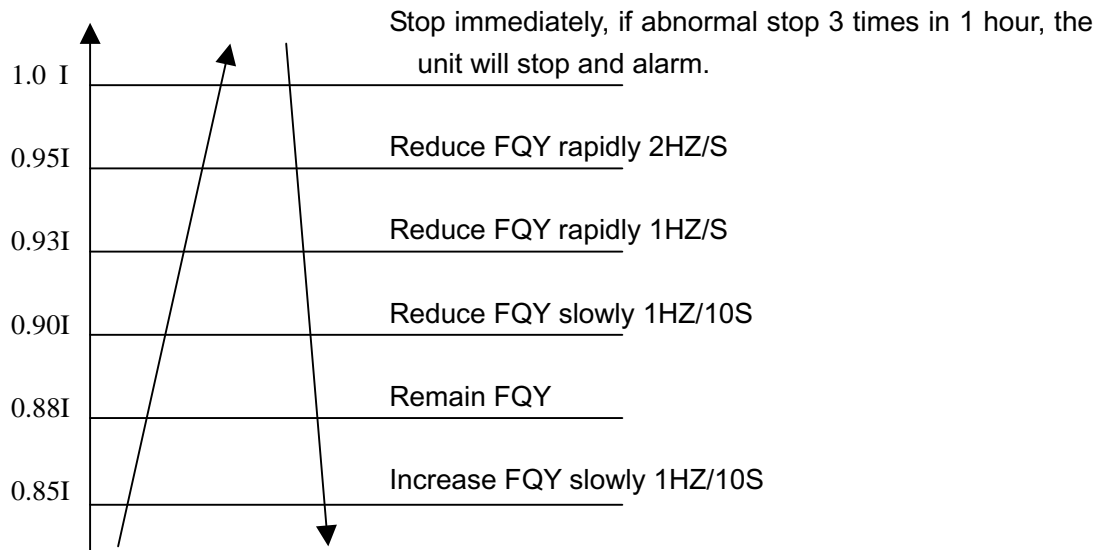 Stop immediately, if abnormal stop 3 times in 1 hour, the
unit will stop and alarm.
1.0 I
Reduce FQY rapidly 2HZ/S
0.95I
Reduce FQY rapidly 1HZ/S
0.93I
Reduce FQY slowly 1HZ/10S
0.90I
Remain FQY
0.88I
Increase FQY slowly 1HZ/10S
0.85I